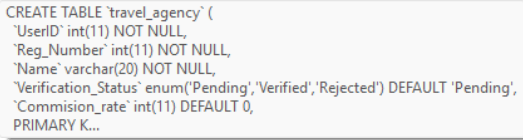 CREATE TABLE `travel_agency` (
`UserID` int(11) NOT NULL,
`Reg_Number` int(11) NOT NULL,
`Name` varchar(20) NOT NULL,
`Verification_Status` enum('Pending','Verified','Rejected') DEFAULT 'Pending',
`Commision_rate` int(11) DEFAULT 0,
PRIMARY K...